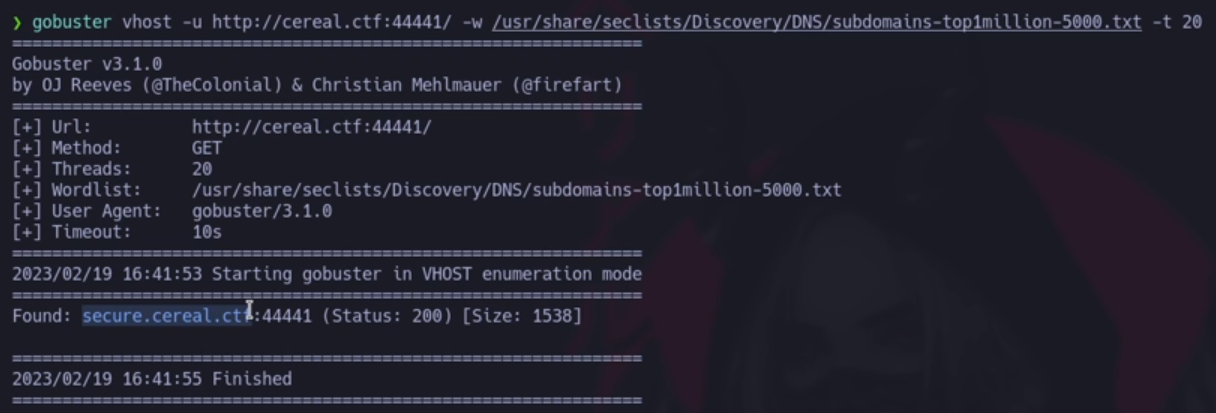 ❯ gobuster vhost -u http://cereal.ctf:44441/ -w /usr/share/seclists/Discovery/DNS/subdomains-top1million-5000.txt -t 20
===============================================================
Gobuster v3.1.0
by OJ Reeves (@TheColonial) & Christian Mehlmauer (@firefart)
===============================================================
[+] Url:          http://cereal.ctf:44441/
[+] Method:       GET
[+] Threads:      20
[+] Wordlist:     /usr/share/seclists/Discovery/DNS/subdomains-top1million-5000.txt
[+] User Agent:   gobuster/3.1.0
[+] Timeout:      10s
===============================================================
2023/02/19 16:41:53 Starting gobuster in VHOST enumeration mode
===============================================================
Found: secure.cereal.ctf:44441 (Status: 200) [Size: 1538]
===============================================================
2023/02/19 16:41:55 Finished
===============================================================